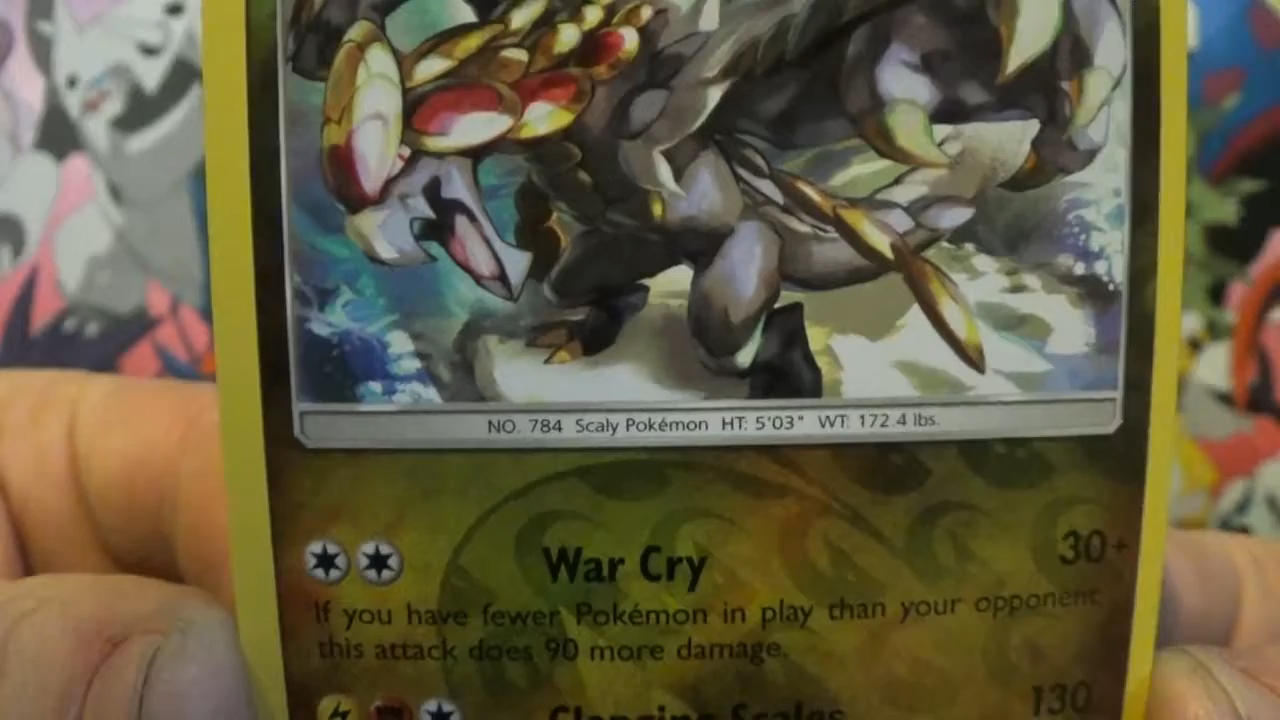 NO. 784 Scaly Pokémon HT: 5'03" WT: 172.4 lbs.
War Cry 30+
If you have fewer Pokémon in play than your opponent
this attack does 90 more damage.
Clanging Scales 130